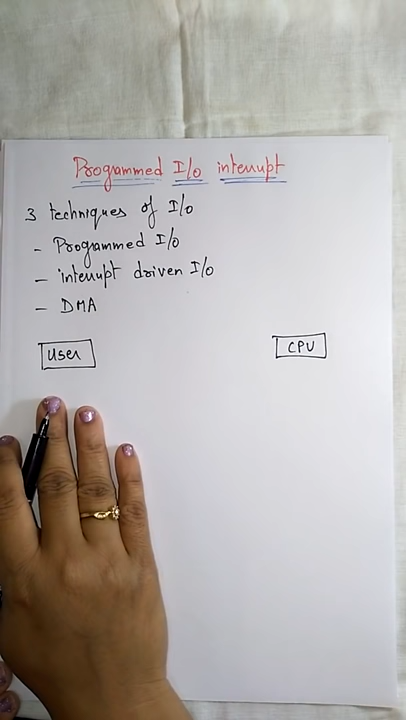 Programmed I/o interrupt
3 techniques of I/o
- Programmed I/o
- interrupt driven I/o
- DMA
User CPU